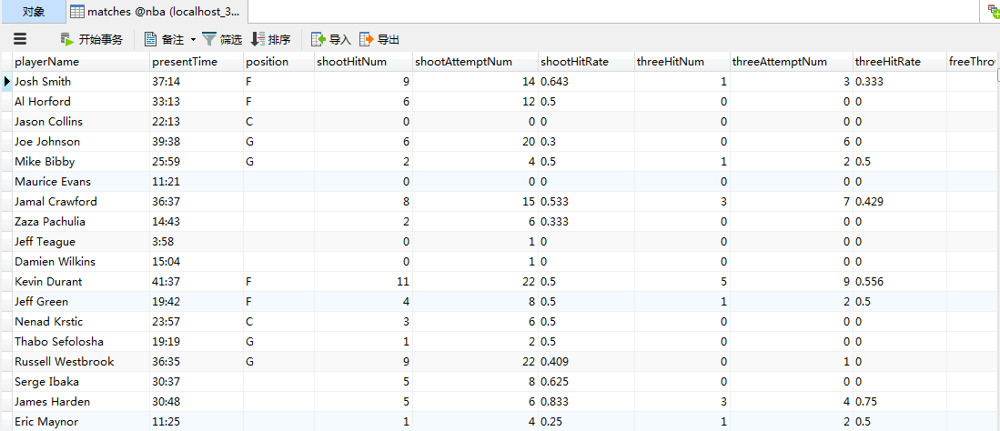 对象 matches @nba (localhost_3...
开始事务 备注 筛选 排序 导入 导出
playerName presentTime position shootHitNum shootAttemptNum shootHitRate threeHitNum threeAttemptNum threeHitRate freeThro
Josh Smith 37:14 F 9 14 0.643 1 3 0.333
Al Horford 33:13 F 6 12 0.5 0 0 0
Jason Collins 22:13 C 0 0 0 0 0 0
Joe Johnson 39:38 G 6 20 0.3 0 6 0
Mike Bibby 25:59 G 2 4 0.5 1 2 0.5
Maurice Evans 11:21 0 0 0 0 0 0
Jamal Crawford 36:37 8 15 0.533 3 7 0.429
Zaza Pachulia 14:43 2 6 0.333 0 0 0
Jeff Teague 3:58 0 1 0 0 0 0
Damien Wilkins 15:04 0 1 0 0 0 0
Kevin Durant 41:37 F 11 22 0.5 5 9 0.556
Jeff Green 19:42 F 4 8 0.5 1 2 0.5
Nenad Krstic 23:57 C 3 6 0.5 0 0 0
Thabo Sefolosha 19:19 G 1 2 0.5 0 0 0
Russell Westbrook 36:35 G 9 22 0.409 0 1 0
Serge Ibaka 30:37 5 8 0.625 0 0 0
James Harden 30:48 5 6 0.833 3 4 0.75
Eric Maynor 11:25 1 4 0.25 1 2 0.5